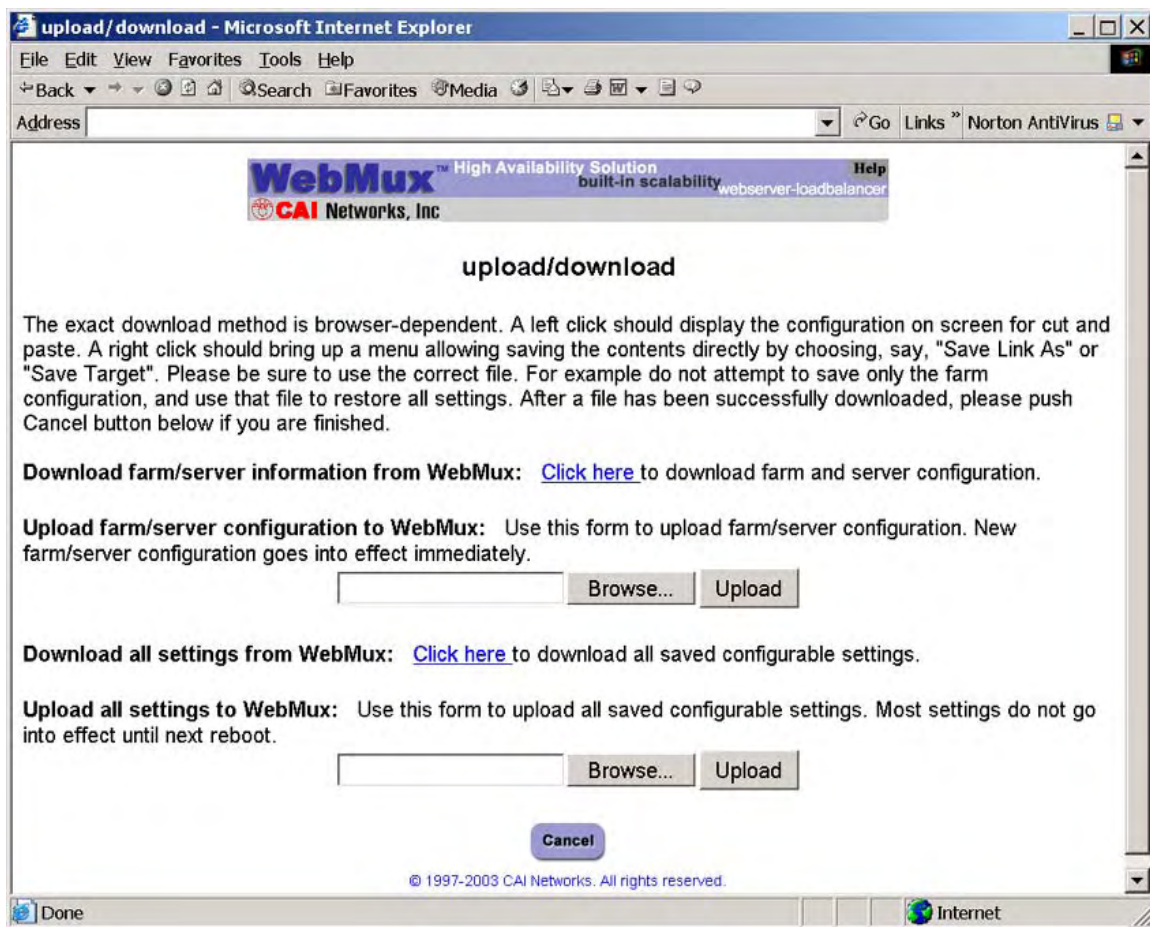 upload/download - Microsoft Internet Explorer
File Edit View Favorites Tools Help
Back Search Favorites Media
Address Go Links » Norton AntiVirus
WebMux™ High Availability Solution Help
built-in scalability
webserver-loadbalancer
CAI Networks, Inc
upload/download
The exact download method is browser-dependent. A left click should display the configuration on screen for cut and
paste. A right click should bring up a menu allowing saving the contents directly by choosing, say, "Save Link As" or
"Save Target". Please be sure to use the correct file. For example do not attempt to save only the farm
configuration, and use that file to restore all settings. After a file has been successfully downloaded, please push
Cancel button below if you are finished.
Download farm/server information from WebMux: Click here to download farm and server configuration.
Upload farm/server configuration to WebMux: Use this form to upload farm/server configuration. New
farm/server configuration goes into effect immediately.
Browse... Upload
Download all settings from WebMux: Click here to download all saved configurable settings.
Upload all settings to WebMux: Use this form to upload all saved configurable settings. Most settings do not go
into effect until next reboot.
Browse... Upload
Cancel
© 1997-2003 CAI Networks. All rights reserved.
Done Internet